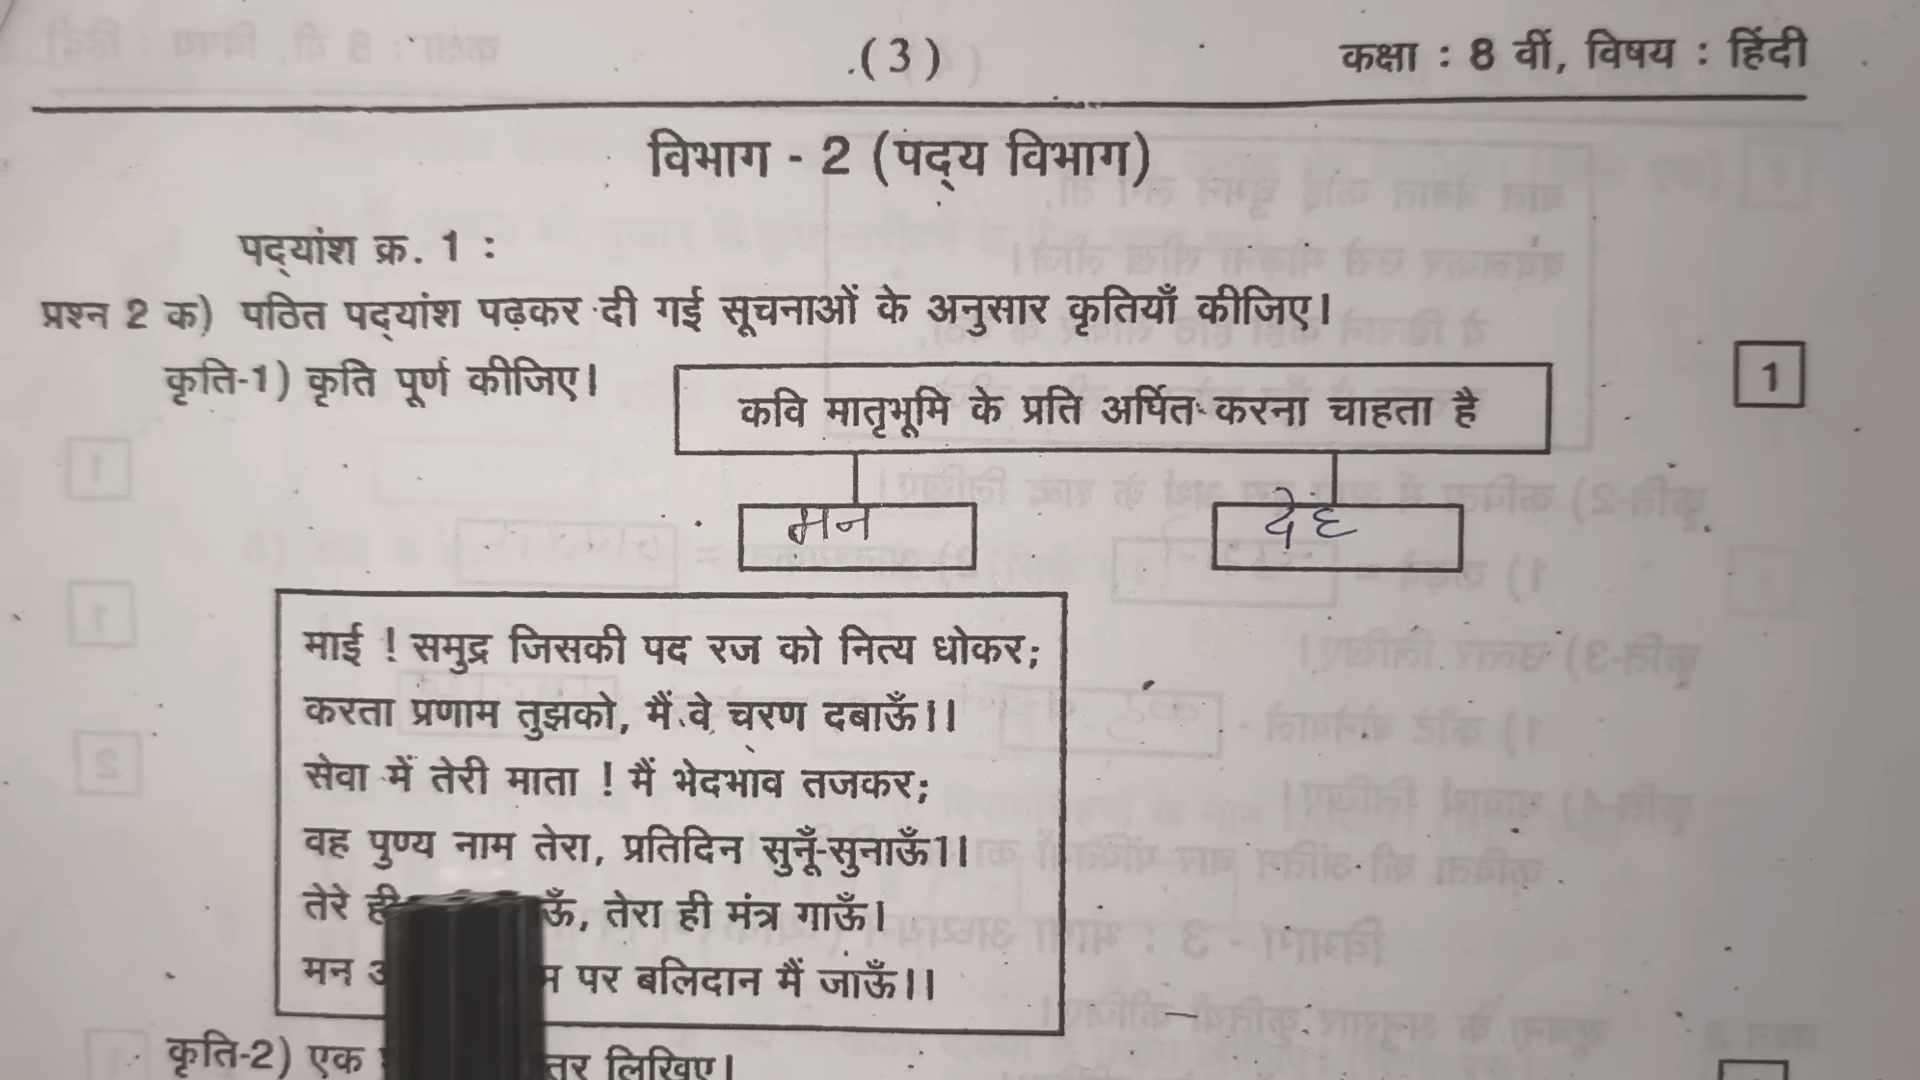 (3)
कक्षा : 8 वीं, विषय : हिंदी
विभाग - 2 (पद्य विभाग)
पद्यांश क्र. 1 :
प्रश्न 2 क) पठित पद्यांश पढ़कर दी गई सूचनाओं के अनुसार कृतियाँ कीजिए।
कृति-1) कृति पूर्ण कीजिए।
1
कवि मातृभूमि के प्रति अर्पित करना चाहता है
मन
देह
माई ! समुद्र जिसकी पद रज को नित्य धोकर;
करता प्रणाम तुझको, मैं वे चरण दबाऊँ।।
सेवा में तेरी माता ! मैं भेदभाव तजकर;
वह पुण्य नाम तेरा, प्रतिदिन सुनूँ-सुनाऊँ।।
तेरे ही तेरा ही मंत्र गाऊँ।
मन पर बलिदान मैं जाऊँ।।
कृति-2) एक लिखिए।